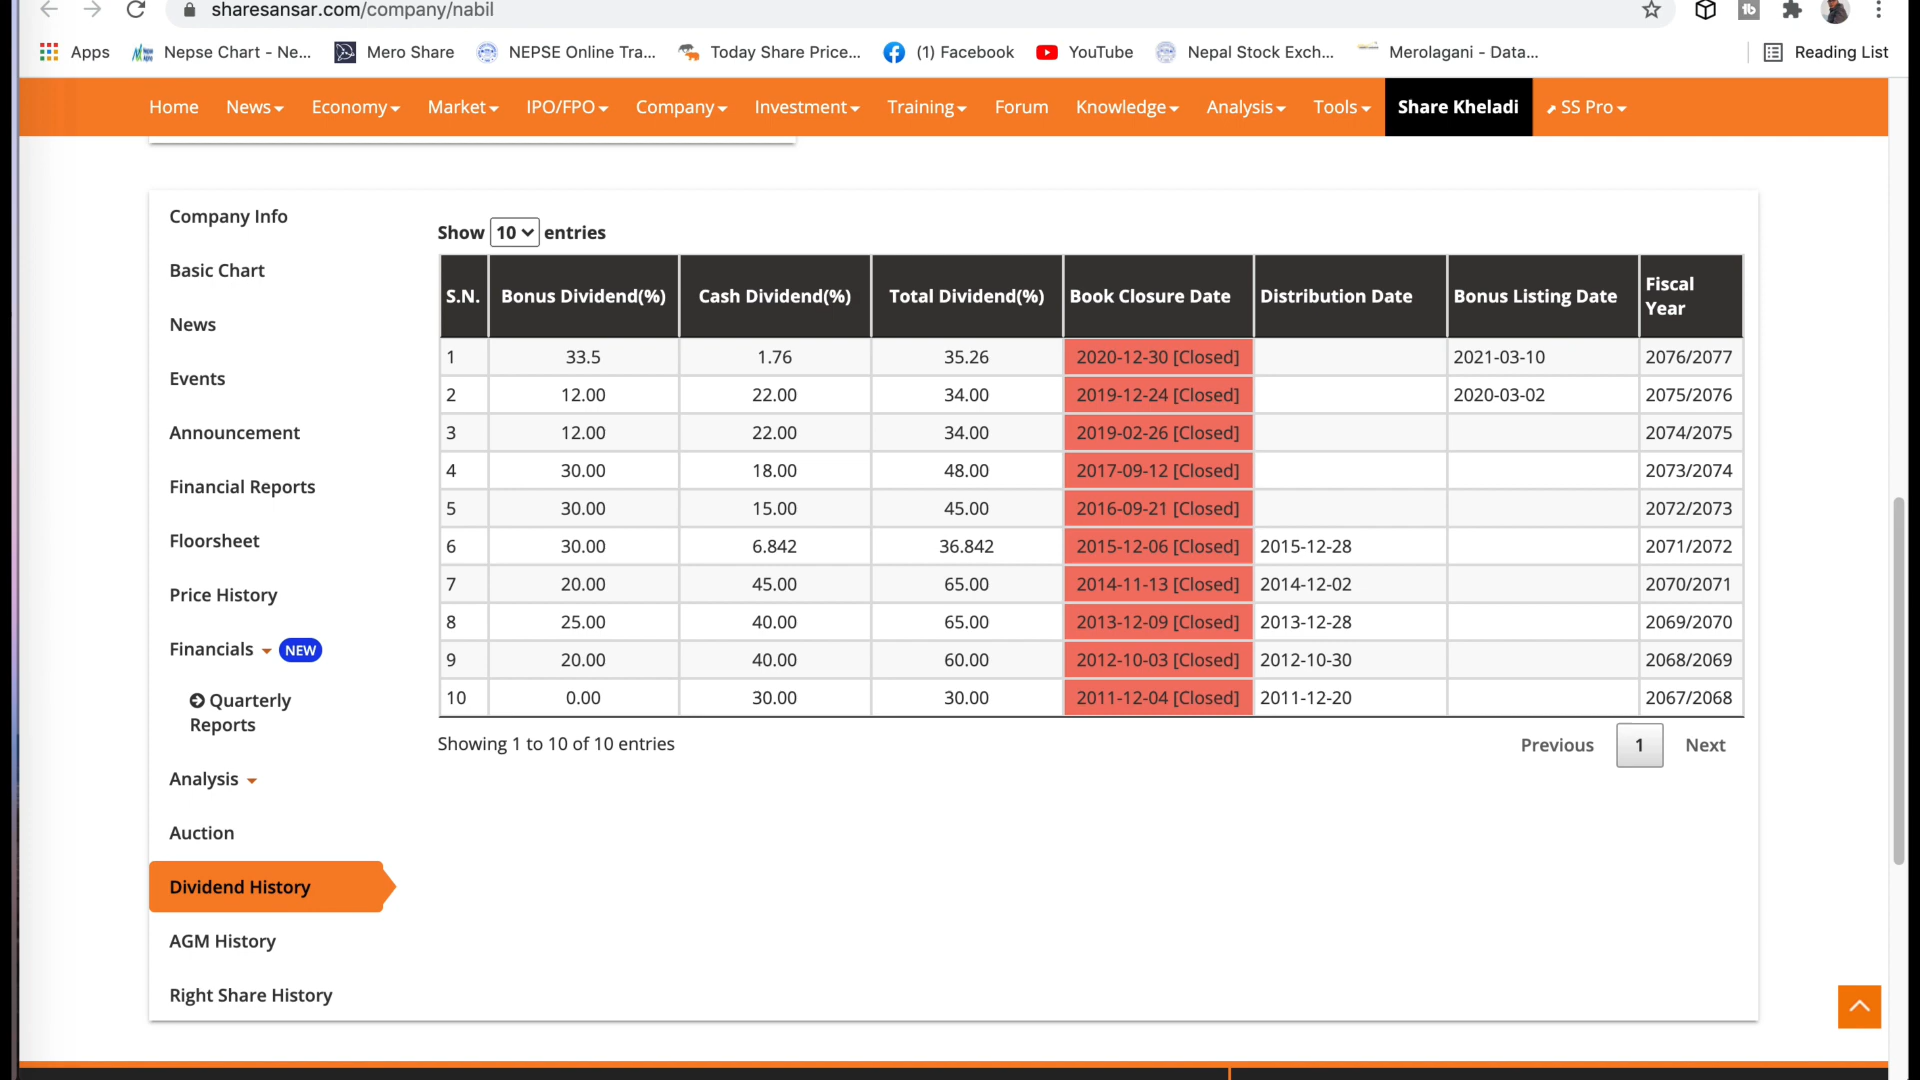 sharesansar.com/company/nabil
Apps Nepse Chart - Ne... Mero Share NEPSE Online Tra... Today Share Price... (1) Facebook YouTube Nepal Stock Exch... Merolagani - Data... Reading List
Home News Economy Market IPO/FPO Company Investment Training Forum Knowledge Analysis Tools Share Kheladi SS Pro
Company Info
Basic Chart
News
Events
Announcement
Financial Reports
Floorsheet
Price History
Financials NEW
Quarterly
Reports
Analysis
Auction
Dividend History
AGM History
Right Share History
Show 10 entries
S.N. Bonus Dividend(%) Cash Dividend(%) Total Dividend(%) Book Closure Date Distribution Date Bonus Listing Date Fiscal Year
1 33.5 1.76 35.26 2020-12-30 [Closed] 2021-03-10 2076/2077
2 12.00 22.00 34.00 2019-12-24 [Closed] 2020-03-02 2075/2076
3 12.00 22.00 34.00 2019-02-26 [Closed] 2074/2075
4 30.00 18.00 48.00 2017-09-12 [Closed] 2073/2074
5 30.00 15.00 45.00 2016-09-21 [Closed] 2072/2073
6 30.00 6.842 36.842 2015-12-06 [Closed] 2015-12-28 2071/2072
7 20.00 45.00 65.00 2014-11-13 [Closed] 2014-12-02 2070/2071
8 25.00 40.00 65.00 2013-12-09 [Closed] 2013-12-28 2069/2070
9 20.00 40.00 60.00 2012-10-03 [Closed] 2012-10-30 2068/2069
10 0.00 30.00 30.00 2011-12-04 [Closed] 2011-12-20 2067/2068
Showing 1 to 10 of 10 entries
Previous 1 Next